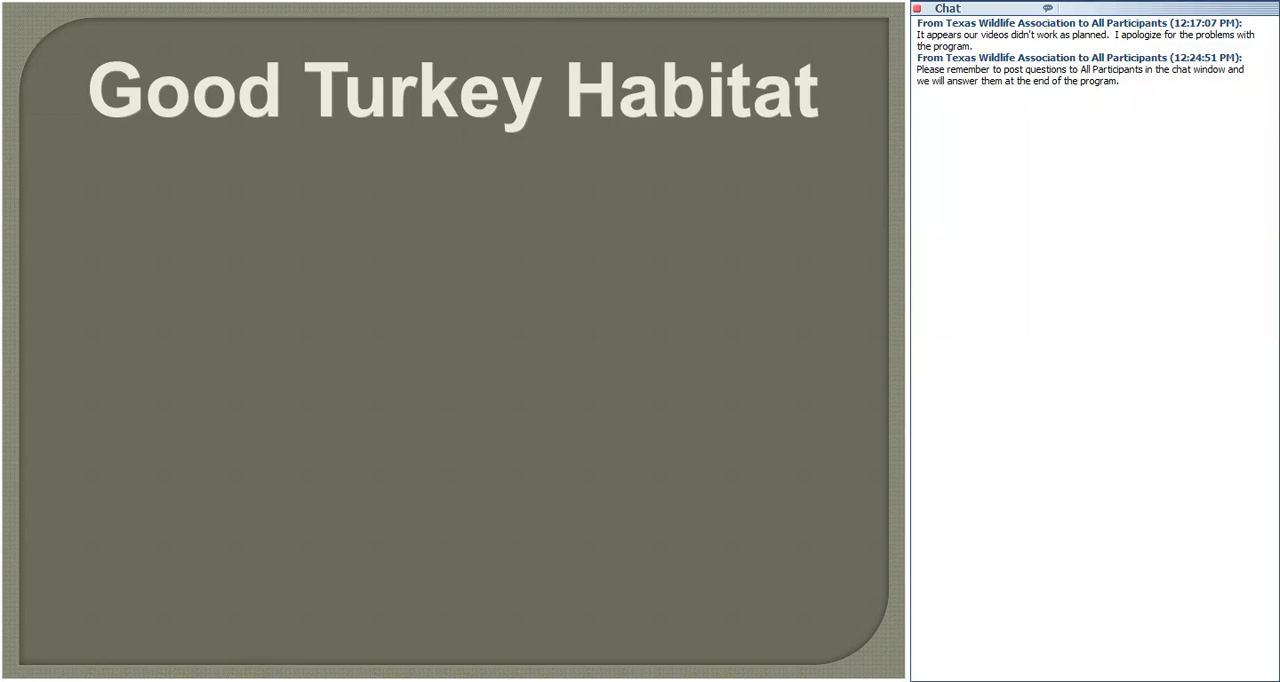 Good Turkey Habitat
Chat
From Texas Wildlife Association to All Participants (12:17:07 PM):
It appears our videos didn't work as planned.  I apologize for the problems with
the program.
From Texas Wildlife Association to All Participants (12:24:51 PM):
Please remember to post questions to All Participants in the chat window and
we will answer them at the end of the program.